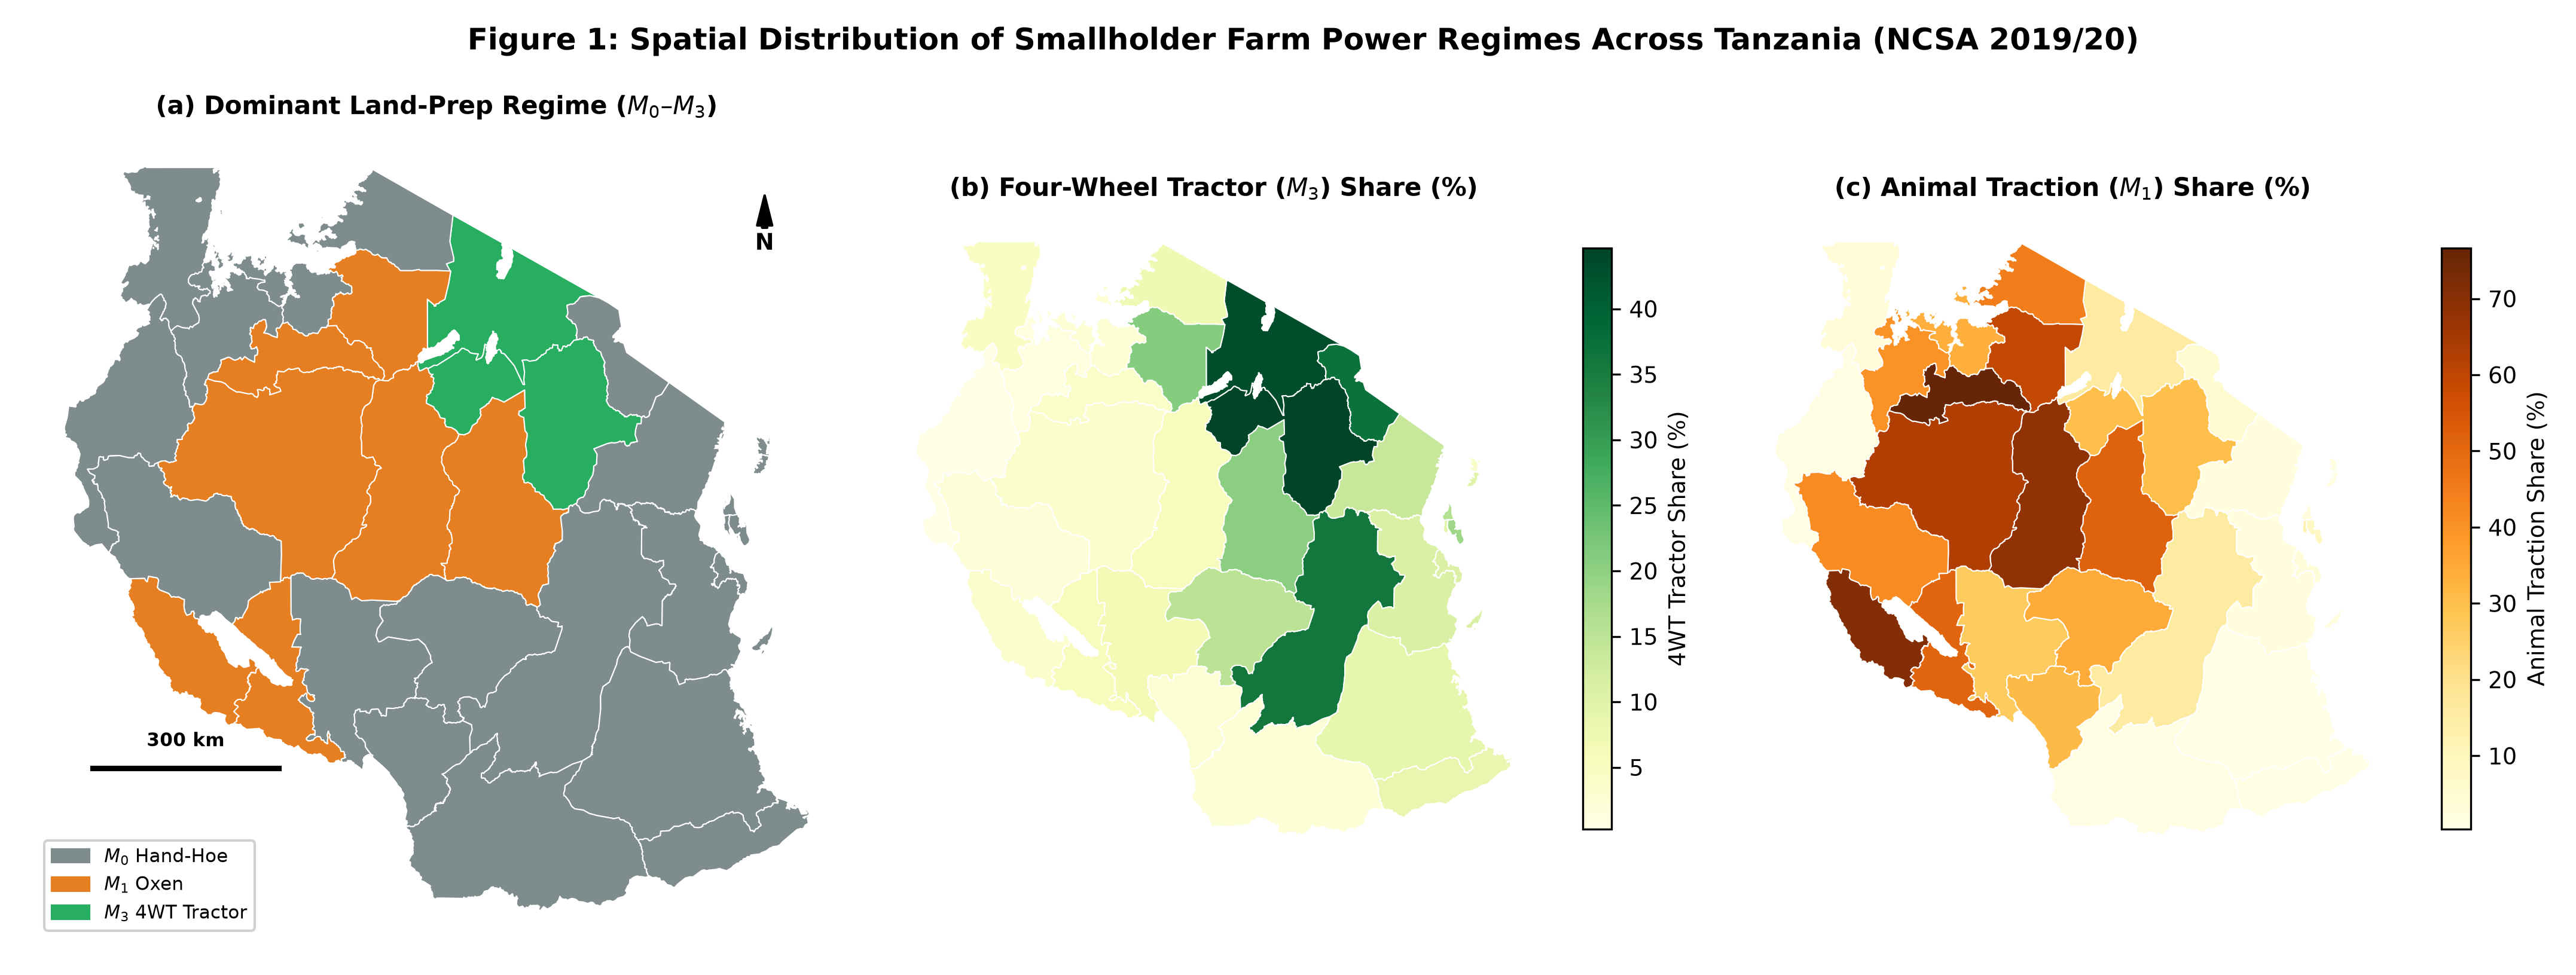 Figure 1: Spatial Distribution of Smallholder Farm Power Regimes Across Tanzania (NCSA 2019/20)
(a) Dominant Land-Prep Regime (M₀–M₃)
N
300 km
M₀ Hand-Hoe
M₁ Oxen
M₃ 4WT Tractor
(b) Four-Wheel Tractor (M₃) Share (%)
40
35
30
25
20
15
10
5
4WT Tractor Share (%)
(c) Animal Traction (M₁) Share (%)
70
60
50
40
30
20
10
Animal Traction Share (%)